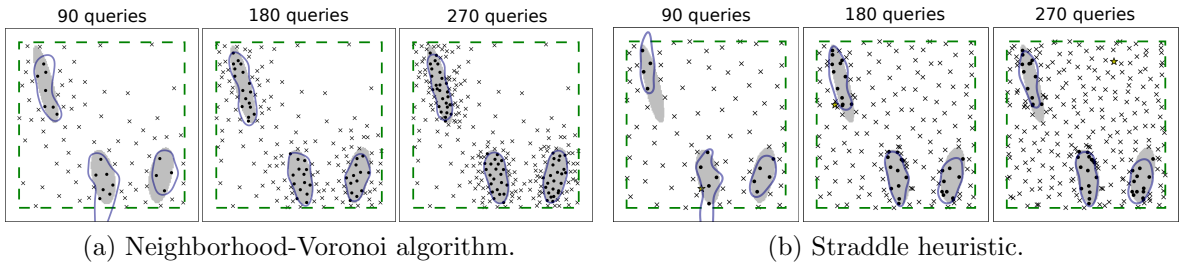 90 queries 180 queries 270 queries 90 queries 180 queries 270 queries
(a) Neighborhood-Voronoi algorithm. (b) Straddle heuristic.